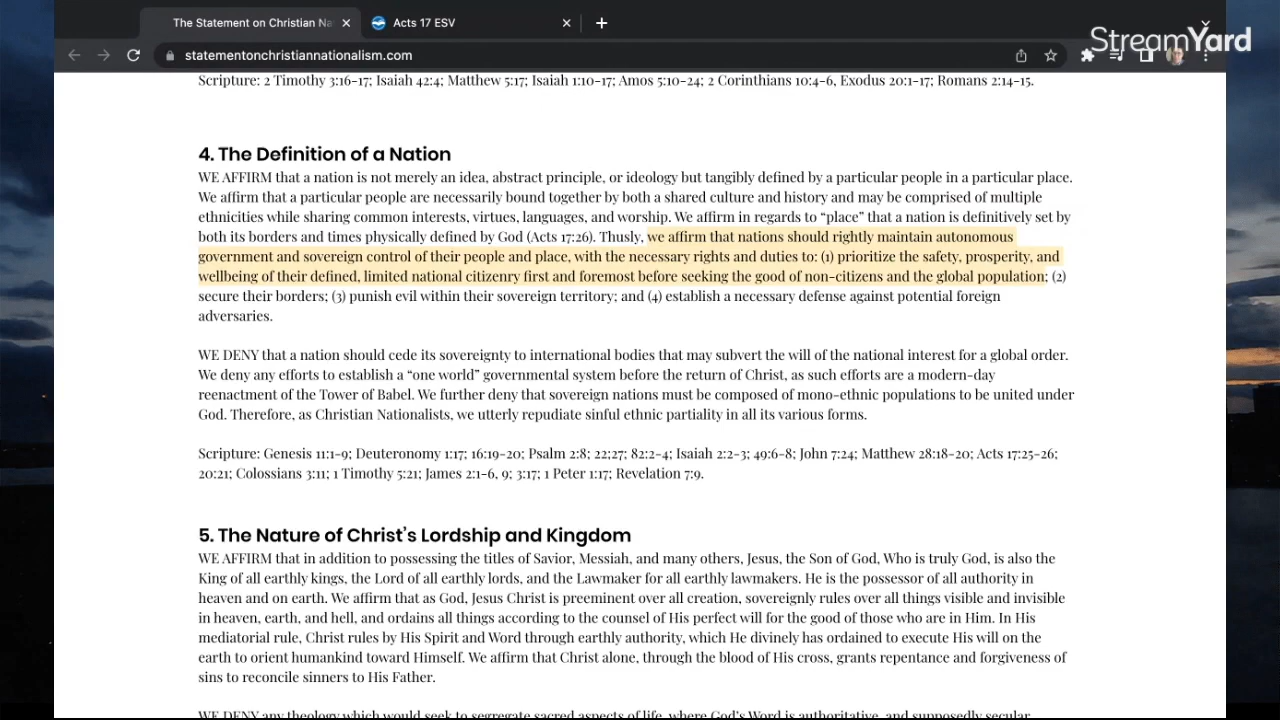 The Statement on Christian Na
Acts 17 ESV
StreamYard
statementonchristiannationalism.com
Scripture: 2 Timothy 3:16-17; Isaiah 42:4; Matthew 5:17; Isaiah 1:10-17; Amos 5:10-24; 2 Corinthians 10:4-6, Exodus 20:1-17; Romans 2:14-15.
4. The Definition of a Nation
WE AFFIRM that a nation is not merely an idea, abstract principle, or ideology but tangibly defined by a particular people in a particular place.
We affirm that a particular people are necessarily bound together by both a shared culture and history and may be comprised of multiple
ethnicities while sharing common interests, virtues, languages, and worship. We affirm in regards to “place” that a nation is definitively set by
both its borders and times physically defined by God (Acts 17:26). Thusly, we affirm that nations should rightly maintain autonomous
government and sovereign control of their people and place, with the necessary rights and duties to: (1) prioritize the safety, prosperity, and
wellbeing of their defined, limited national citizenry first and foremost before seeking the good of non-citizens and the global population; (2)
secure their borders; (3) punish evil within their sovereign territory; and (4) establish a necessary defense against potential foreign
adversaries.
WE DENY that a nation should cede its sovereignty to international bodies that may subvert the will of the national interest for a global order.
We deny any efforts to establish a “one world” governmental system before the return of Christ, as such efforts are a modern-day
reenactment of the Tower of Babel. We further deny that sovereign nations must be composed of mono-ethnic populations to be united under
God. Therefore, as Christian Nationalists, we utterly repudiate sinful ethnic partiality in all its various forms.
Scripture: Genesis 11:1-9; Deuteronomy 1:17; 16:19-20; Psalm 2:8; 22;27; 82:2-4; Isaiah 2:2-3; 49:6-8; John 7:24; Matthew 28:18-20; Acts 17:25-26;
20:21; Colossians 3:11; 1 Timothy 5:21; James 2:1-6, 9; 3:17; 1 Peter 1:17; Revelation 7:9.
5. The Nature of Christ’s Lordship and Kingdom
WE AFFIRM that in addition to possessing the titles of Savior, Messiah, and many others, Jesus, the Son of God, Who is truly God, is also the
King of all earthly kings, the Lord of all earthly lords, and the Lawmaker for all earthly lawmakers. He is the possessor of all authority in
heaven and on earth. We affirm that as God, Jesus Christ is preeminent over all creation, sovereignly rules over all things visible and invisible
in heaven, earth, and hell, and ordains all things according to the counsel of His perfect will for the good of those who are in Him. In His
mediatorial rule, Christ rules by His Spirit and Word through earthly authority, which He divinely has ordained to execute His will on the
earth to orient humankind toward Himself. We affirm that Christ alone, through the blood of His cross, grants repentance and forgiveness of
sins to reconcile sinners to His Father.
WE DENY any theology which would seek to segregate sacred aspects of life, where God’s Word is authoritative, and supposedly secular